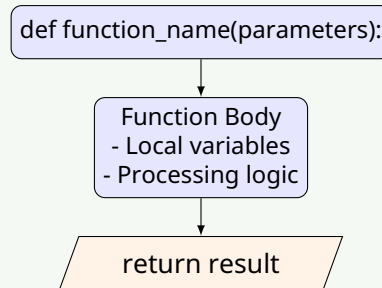 def function_name(parameters):
Function Body
- Local variables
- Processing logic
return result